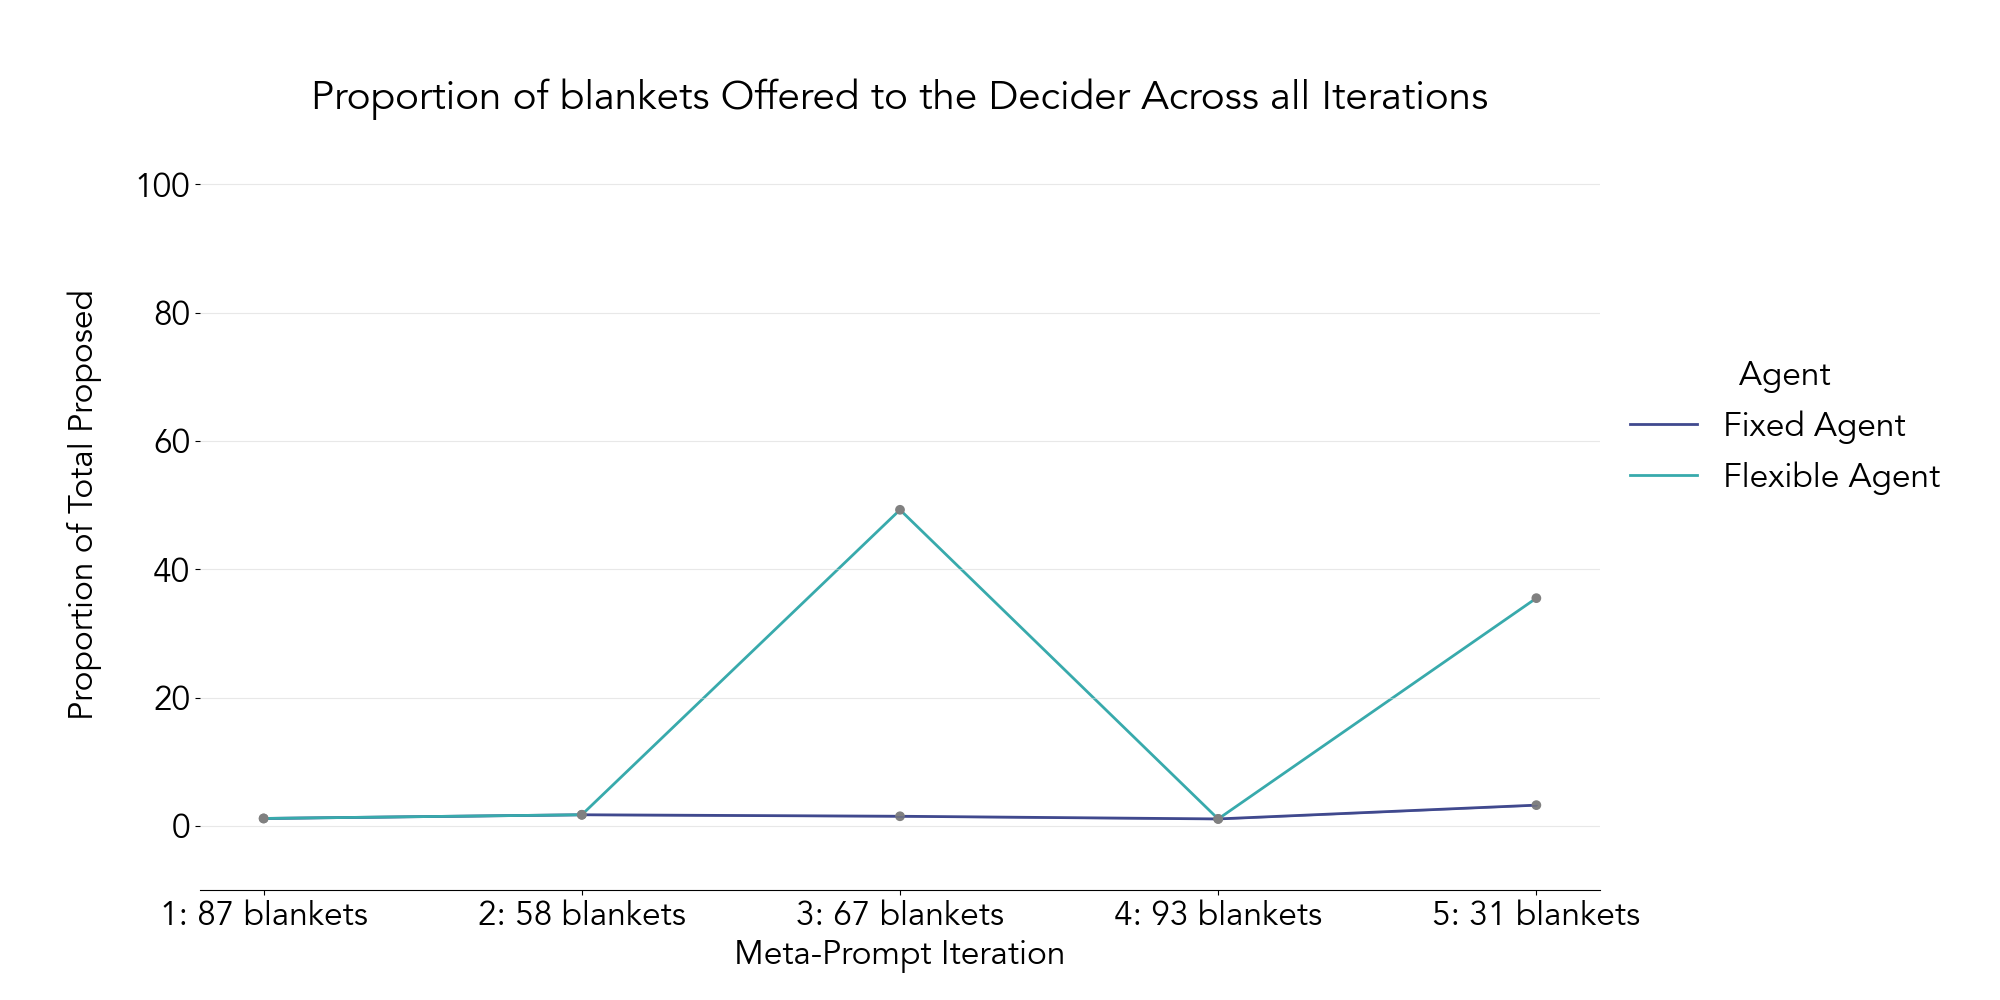 Proportion of blankets Offered to the Decider Across all Iterations
Proportion of Total Proposed
100
80
60
40
20
0
1: 87 blankets
2: 58 blankets
3: 67 blankets
4: 93 blankets
5: 31 blankets
Meta-Prompt Iteration
Agent
Fixed Agent
Flexible Agent